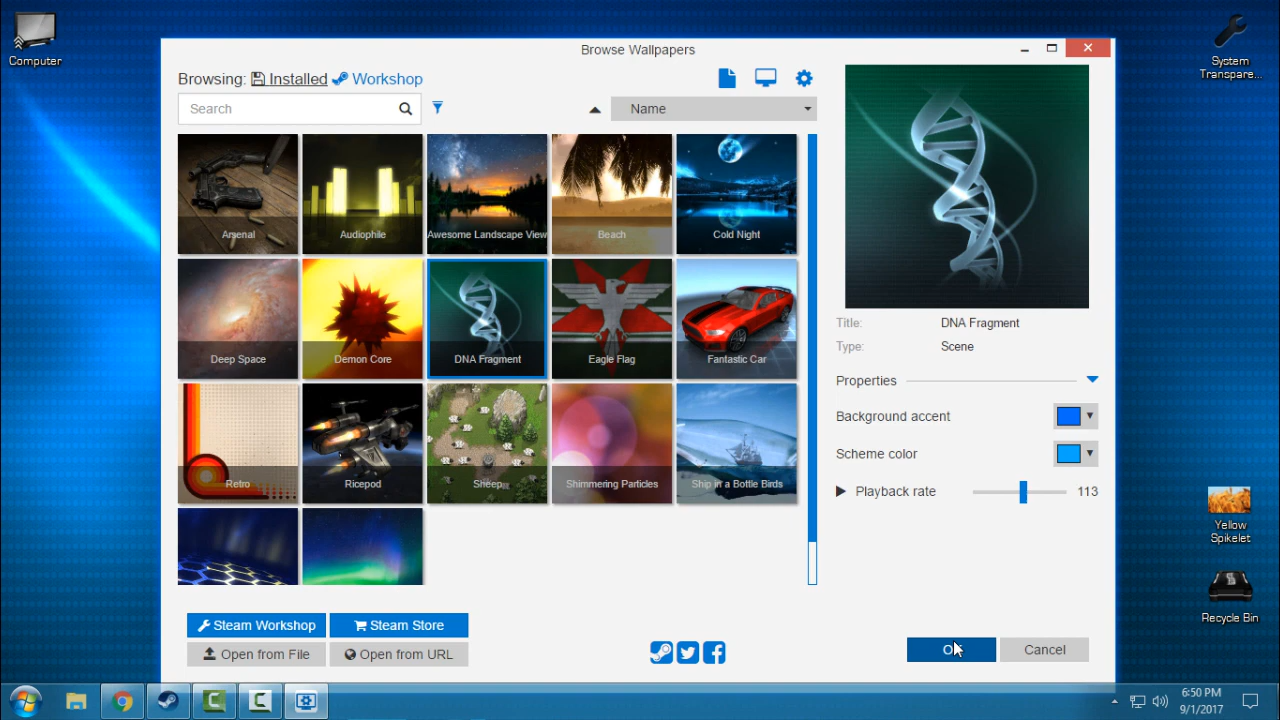 Computer
Browse Wallpapers
System
Transpare...
Browsing: Installed Workshop
Search
Name
Arsenal
Audiophile
Awesome Landscape View
Beach
Cold Night
Deep Space
Demon Core
DNA Fragment
Eagle Flag
Fantastic Car
Retro
Ricepod
Sheep
Shimmering Particles
Ship in a Bottle Birds
Title: DNA Fragment
Type: Scene
Properties
Background accent
Scheme color
Playback rate 113
Yellow
Spikelet
Recycle Bin
Steam Workshop
Steam Store
Open from File
Open from URL
Cancel
6:50 PM
9/1/2017